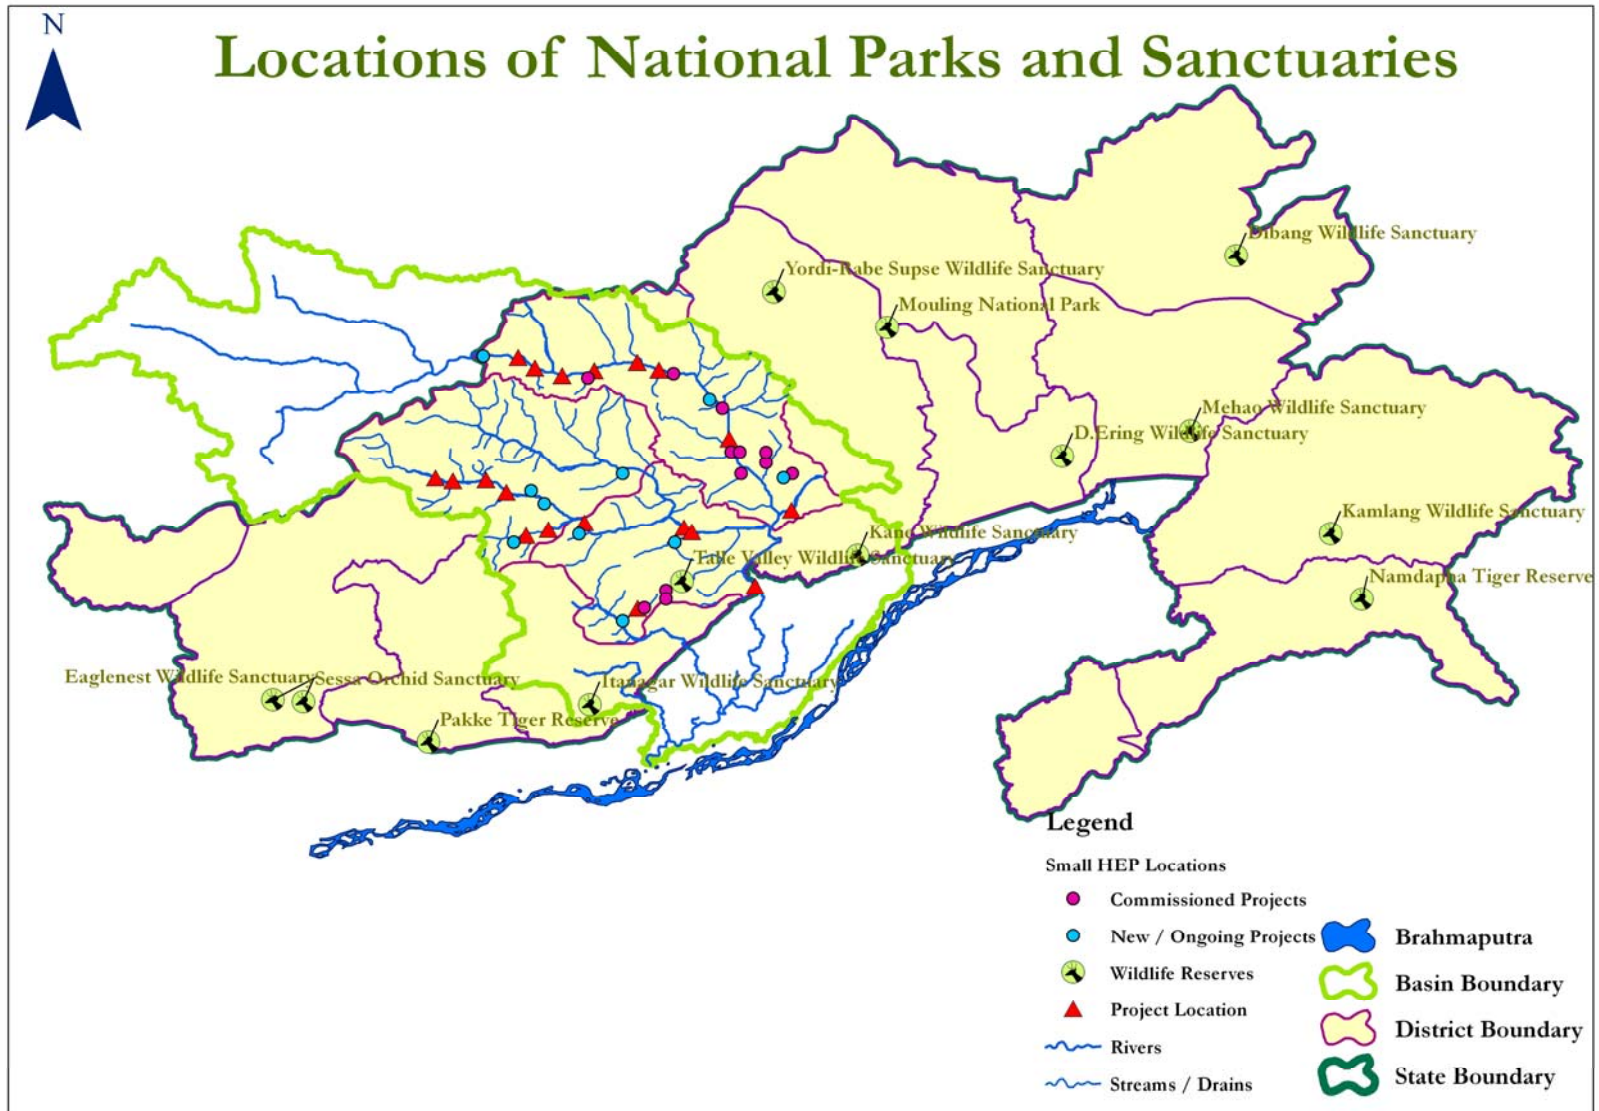 N
Locations of National Parks and Sanctuaries
Dibang Wildlife Sanctuary
Yordi-Rabe Supse Wildlife Sanctuary
Mouling National Park
Mehao Wildlife Sanctuary
D.Ering Wildlife Sanctuary
Kamlang Wildlife Sanctuary
Kane Wildlife Sanctuary
Talle Valley Wildlife Sanctuary
Namdapha Tiger Reserve
Eaglenest Wildlife Sanctuary
Sessa Orchid Sanctuary
Itanagar Wildlife Sanctuary
Pakke Tiger Reserve
Legend
Small HEP Locations
Commissioned Projects
New / Ongoing Projects
Wildlife Reserves
Project Location
Rivers
Streams / Drains
Brahmaputra
Basin Boundary
District Boundary
State Boundary